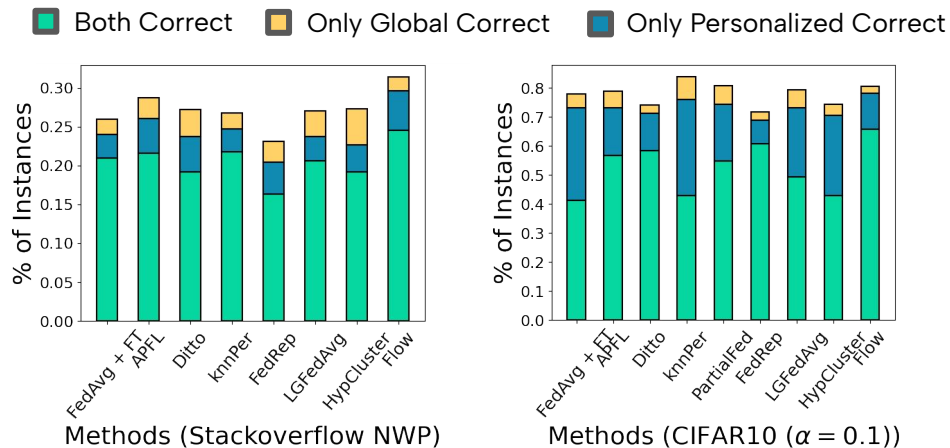 Both Correct Only Global Correct Only Personalized Correct
% of Instances
0.30
0.25
0.20
0.15
0.10
0.05
0.00
FedAvg + FT
APFL
Ditto
knnPer
FedRep
LGFedAvg
HypCluster
Flow
Methods (Stackoverflow NWP)
% of Instances
0.8
0.7
0.6
0.5
0.4
0.3
0.2
0.1
0.0
FedAvg + FT
APFL
Ditto
knnPer
PartialFed
FedRep
LGFedAvg
HypCluster
Flow
Methods (CIFAR10 (α = 0.1))